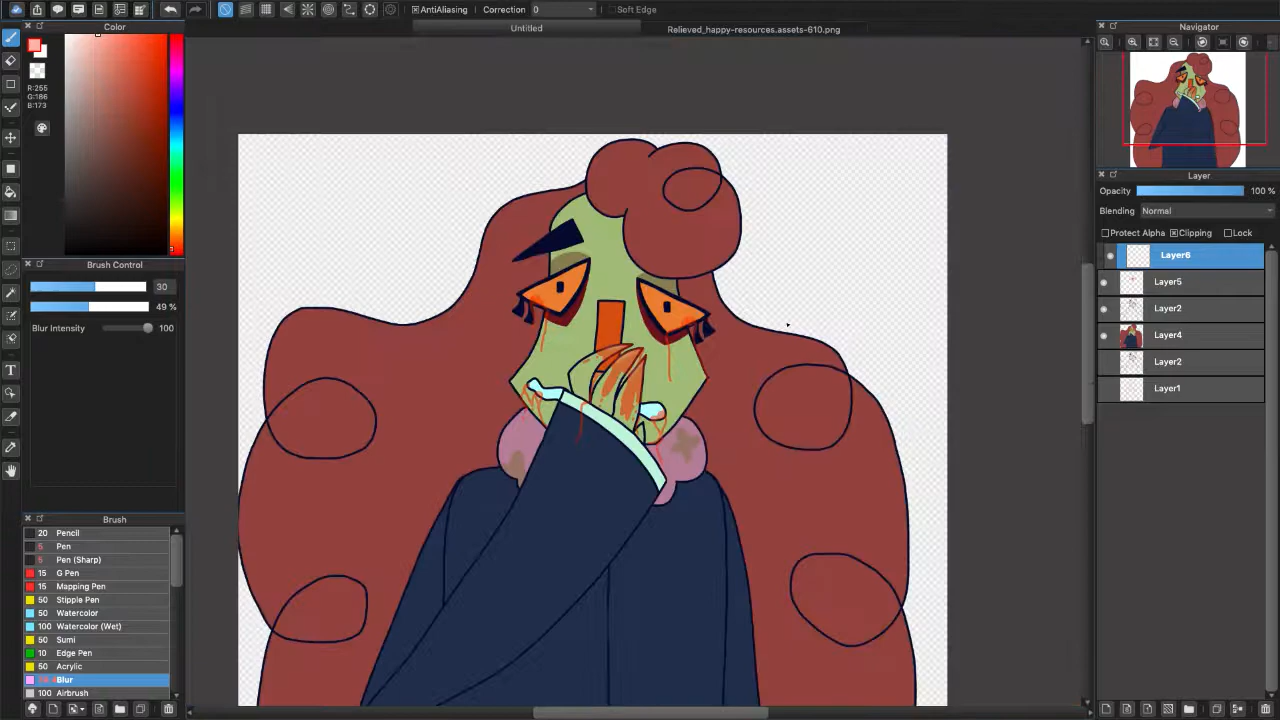 AntiAliasing Correction 0 Soft Edge
Untitled
Relieved_happy-resources.assets-610.png
Color
R:255
G:186
B:173
Brush Control
30
49 %
Blur Intensity 100
Brush
20 Pencil
Pen
Pen (Sharp)
15 G Pen
15 Mapping Pen
50 Stipple Pen
50 Watercolor
100 Watercolor (Wet)
50 Sumi
10 Edge Pen
50 Acrylic
Blur
100 Airbrush
Navigator
Layer
Opacity 100 %
Blending Normal
Protect Alpha Clipping Lock
Layer6
Layer5
Layer2
Layer4
Layer2
Layer1